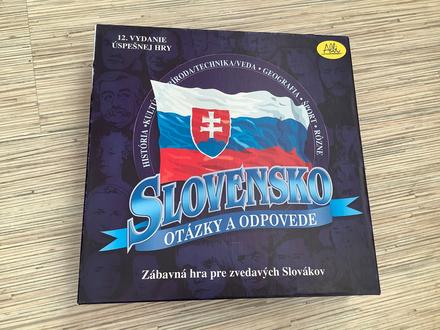 12. VYDANIE
ÚSPEŠNEJ HRY
Albi
HISTÓRIA • KULTÚRA • PRÍRODA/TECHNIKA/VEDA • GEOGRAFIA • ŠPORT • RÔZNE
SLOVENSKO
OTÁZKY A ODPOVEDE
Zábavná hra pre zvedavých Slovákov